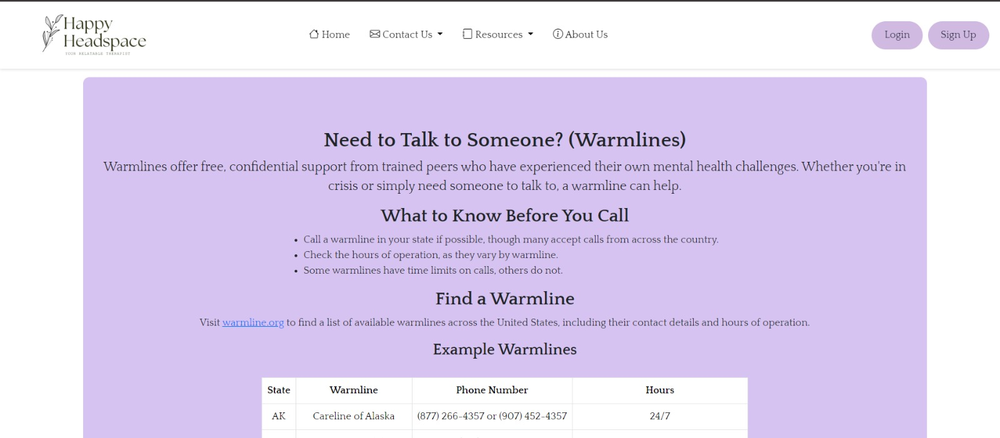 Happy
Headspace
YOUR RELATABLE THERAPIST
Home
Contact Us
Resources
About Us
Login
Sign Up
Need to Talk to Someone? (Warmlines)
Warmlines offer free, confidential support from trained peers who have experienced their own mental health challenges. Whether you're in
crisis or simply need someone to talk to, a warmline can help.
What to Know Before You Call
• Call a warmline in your state if possible, though many accept calls from across the country.
• Check the hours of operation, as they vary by warmline.
• Some warmlines have time limits on calls, others do not.
Find a Warmline
Visit warmline.org to find a list of available warmlines across the United States, including their contact details and hours of operation.
Example Warmlines
State Warmline Phone Number Hours
AK Careline of Alaska (877) 266-4357 or (907) 452-4357 24/7